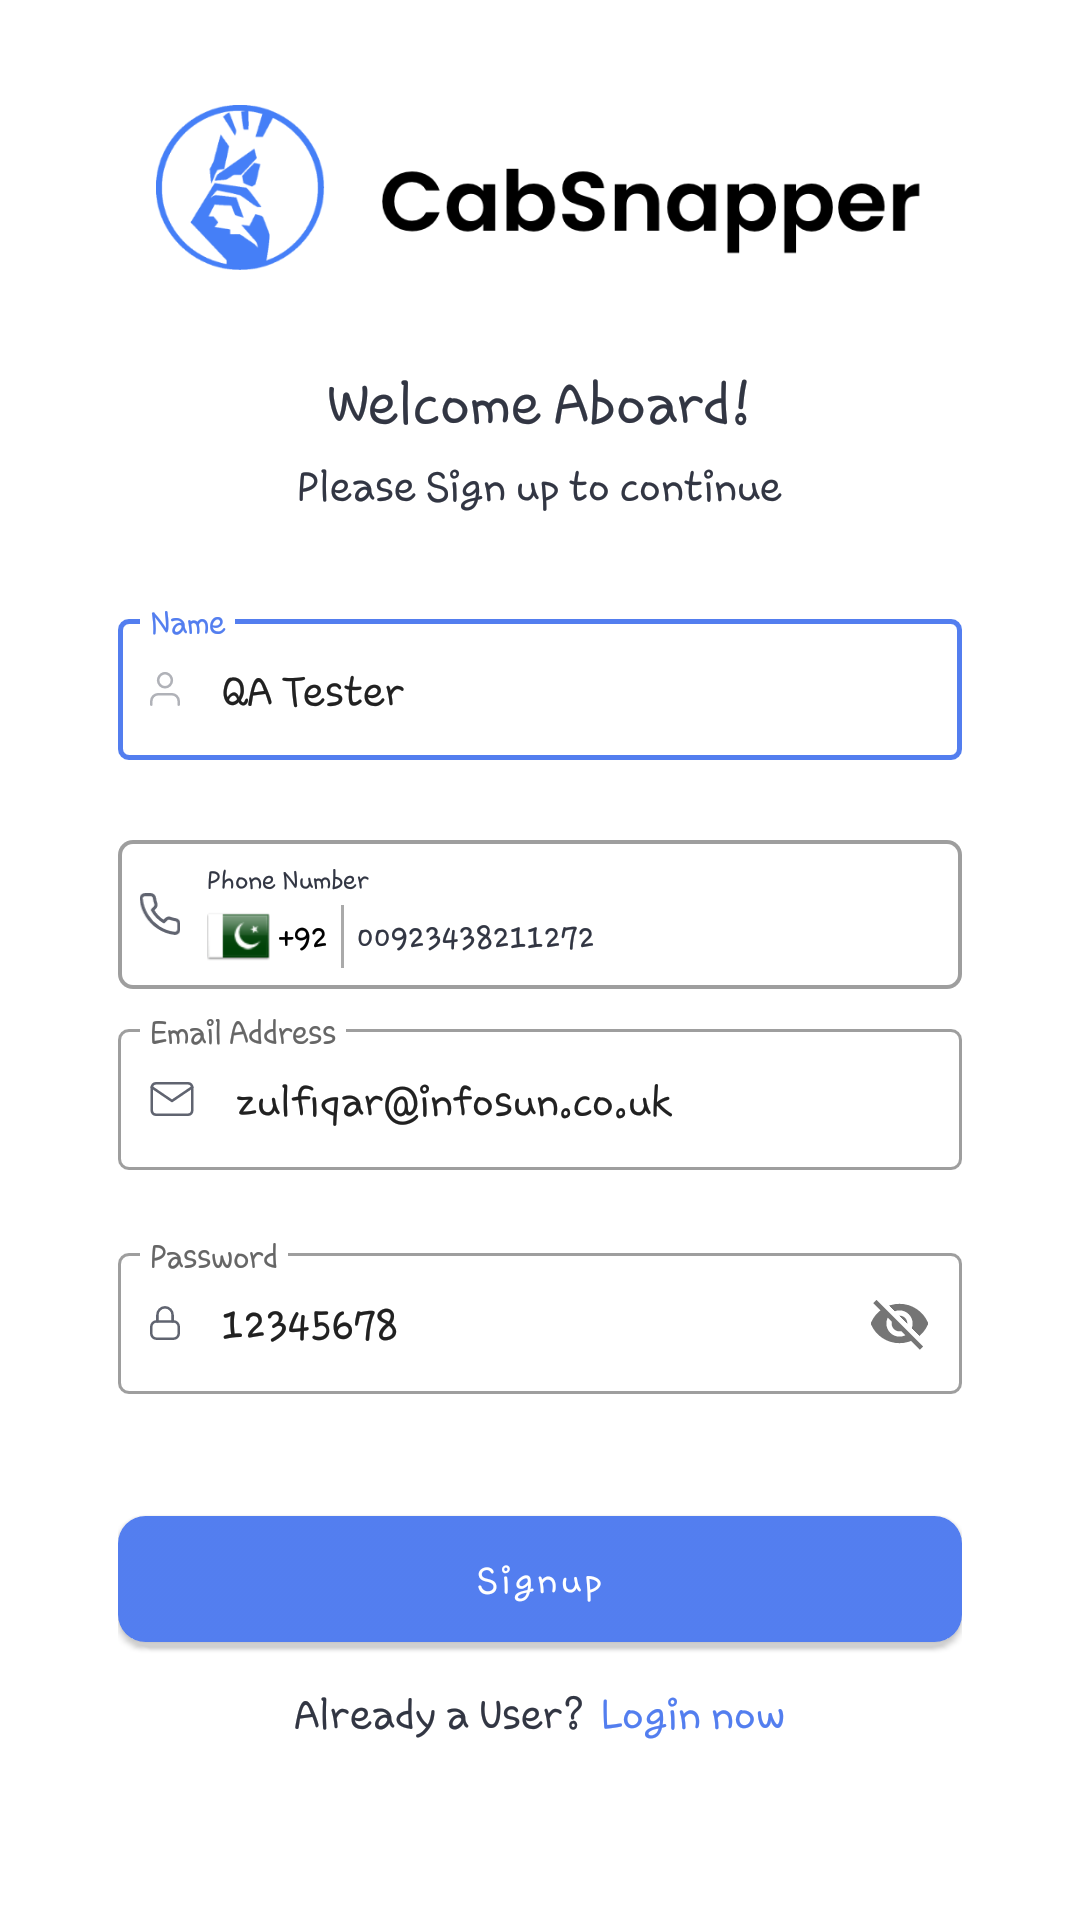 CabSnapper
Welcome Aboard!
Please Sign up to continue
Name
QA Tester
Phone Number
+92 00923438211272
Email Address
zulfiqar@infosun.co.uk
Password
12345678
Signup
Already a User? Login now